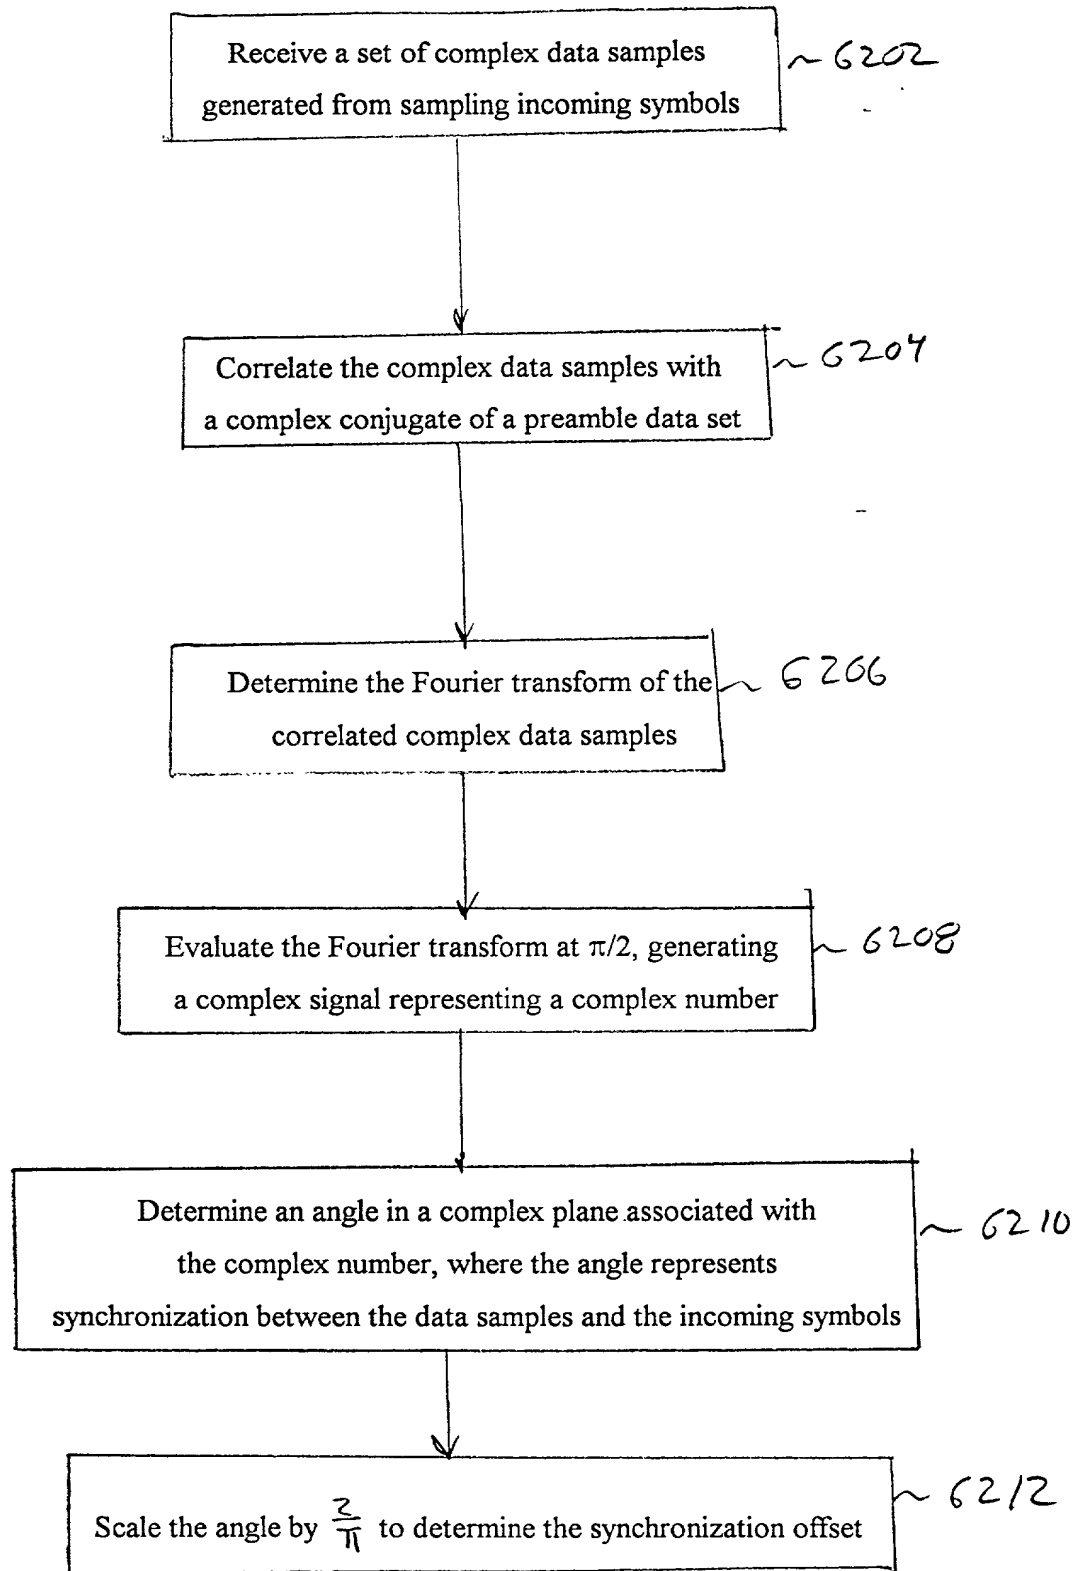 Receive a set of complex data samples
generated from sampling incoming symbols
~ 6202
Correlate the complex data samples with
a complex conjugate of a preamble data set
~ 6204
Determine the Fourier transform of the
correlated complex data samples
~ 6206
Evaluate the Fourier transform at π/2, generating
a complex signal representing a complex number
~ 6208
Determine an angle in a complex plane associated with
the complex number, where the angle represents
synchronization between the data samples and the incoming symbols
~ 6210
Scale the angle by 2/π to determine the synchronization offset
~ 6212